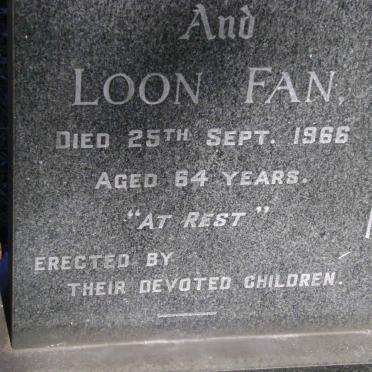 And
LOON FAN,
DIED 25TH SEPT. 1966
AGED 64 YEARS.
"AT REST"
ERECTED BY
THEIR DEVOTED CHILDREN.